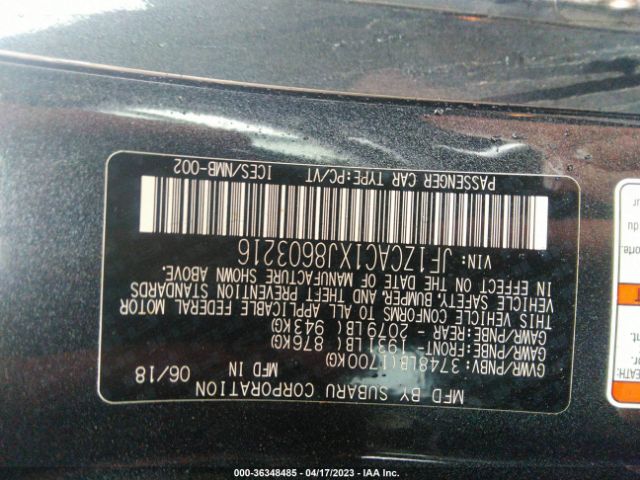 MFD BY SUBARU CORPORATION
06/18 MFD IN
GVWR/PNBV: 3748LB(1700KG)
GAWR/PNBE:FRONT-1931LB( 876KG)
GAWR/PNBE:REAR - 2079LB( 943KG)
THIS VEHICLE CONFORMS TO ALL APPLICABLE FEDERAL MOTOR
VEHICLE SAFETY,BUMPER AND THEFT PREVENTION STANDARDS
IN EFFECT ON THE DATE OF MANUFACTURE SHOWN ABOVE.
VIN: JF1ZCAC1XJ8603216
PASSENGER CAR TYPE:PC/VT ICES/NMB-002
000-36348485 - 04/17/2023 - IAA Inc.